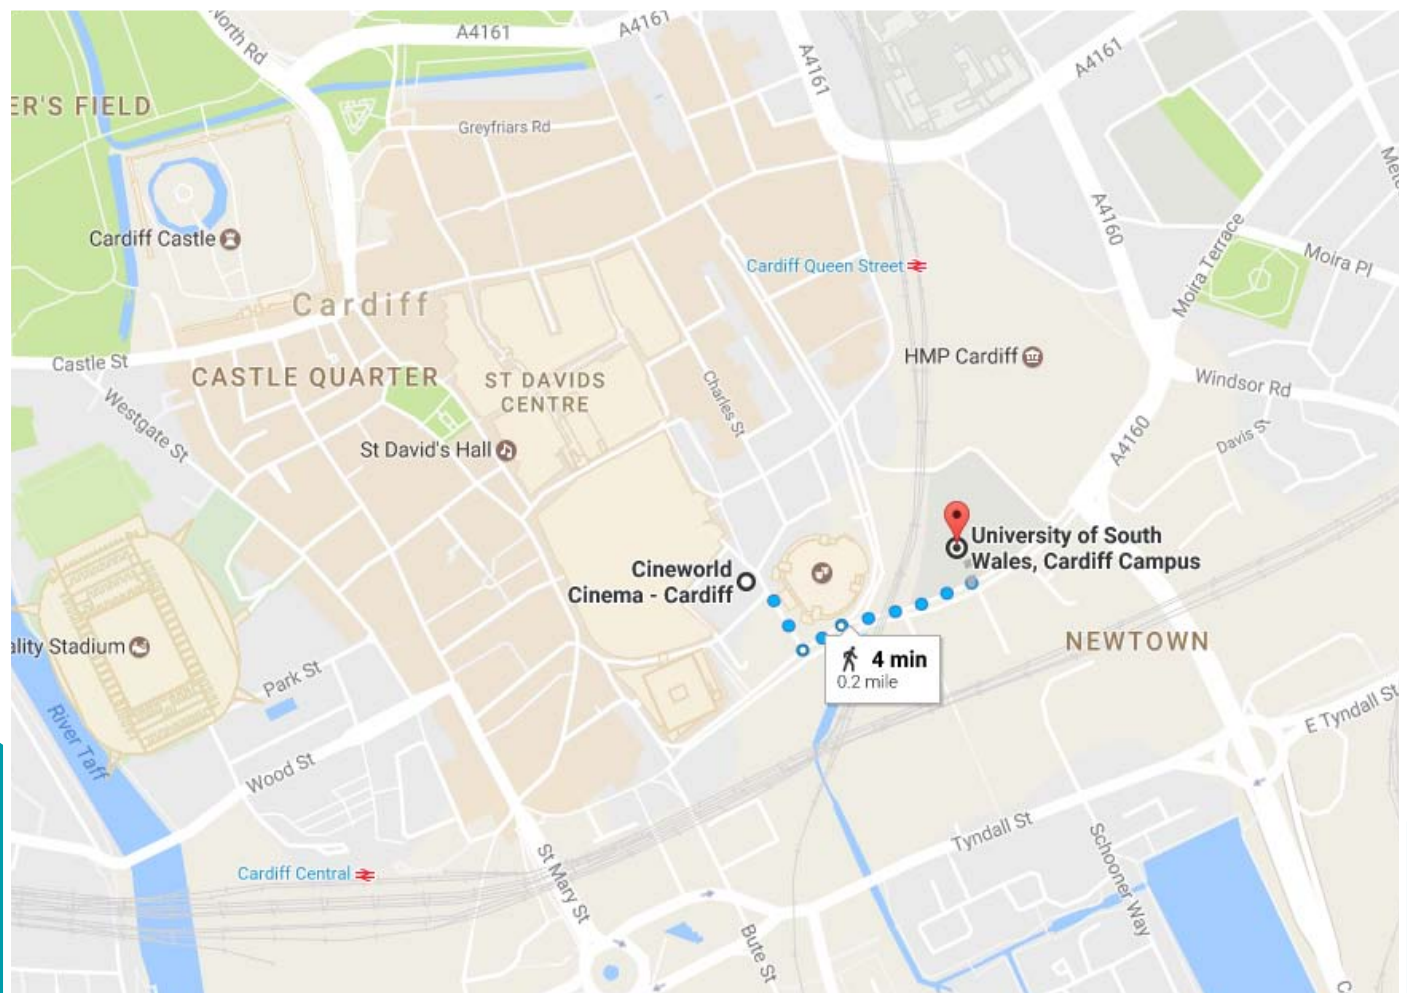 North Rd
A4161
A4161
A4161
A4161
ER'S FIELD
Greyfriars Rd
A4160
Moira Terrace
Moira Pl
Cardiff Castle
Cardiff Queen Street
Cardiff
Castle St
CASTLE QUARTER
ST DAVIDS
CENTRE
HMP Cardiff
Windsor Rd
Westgate St
Charles St
Davis St
A4160
St David's Hall
University of South
Wales, Cardiff Campus
Cineworld
Cinema - Cardiff
ality Stadium
NEWTOWN
4 min
0.2 mile
Park St
River Taff
Wood St
E Tyndall St
Tyndall St
Schooner Way
Cardiff Central
St Mary St
Bute St